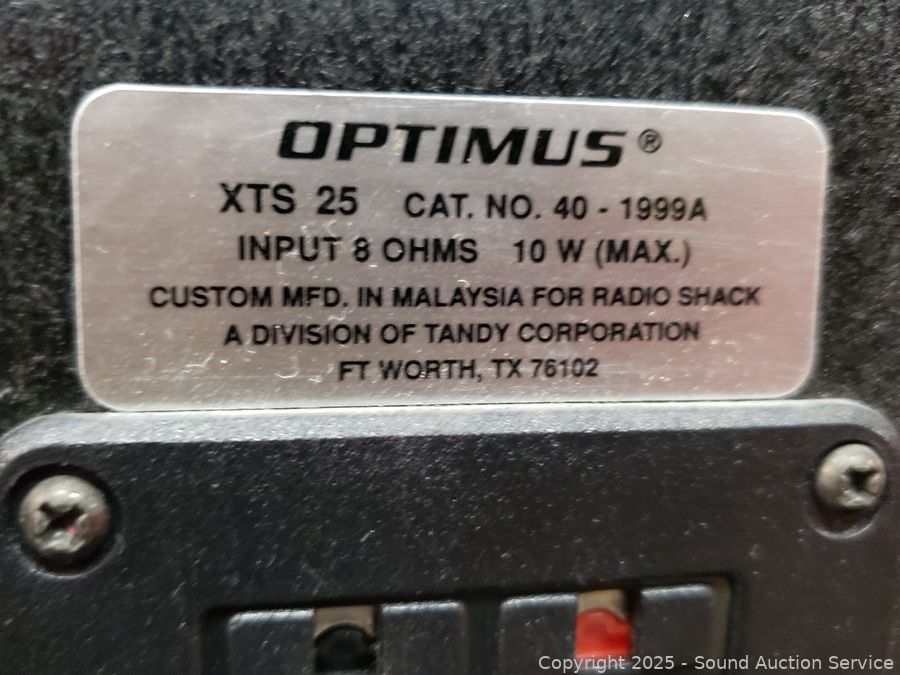 OPTIMUS®
XTS 25 CAT. NO. 40 - 1999A
INPUT 8 OHMS 10 W (MAX.)
CUSTOM MFD. IN MALAYSIA FOR RADIO SHACK
A DIVISION OF TANDY CORPORATION
FT WORTH, TX 76102
Copyright 2025 - Sound Auction Service